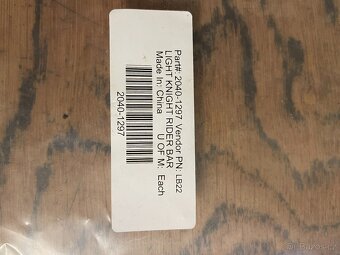 Part#: 2040-1297 Vendor PN: LB22
LIGHT KNIGHT RIDER BAR
Made In: China U OF M: Each
2040-1297